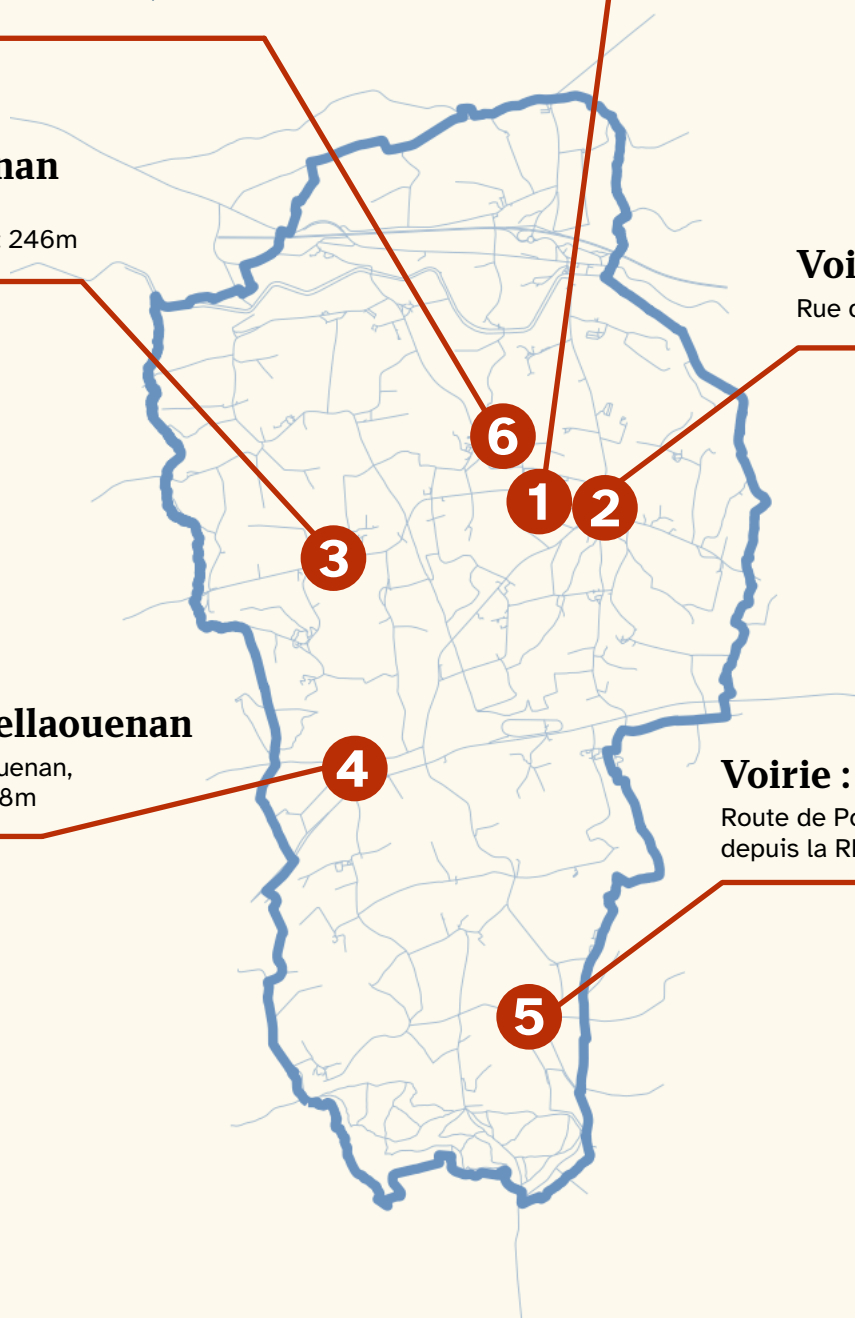 nan
: 246m
Voi
Rue
6
1
2
3
ellaouenan
uenan,
8m
4
Voirie :
Route de Po
depuis la R
5